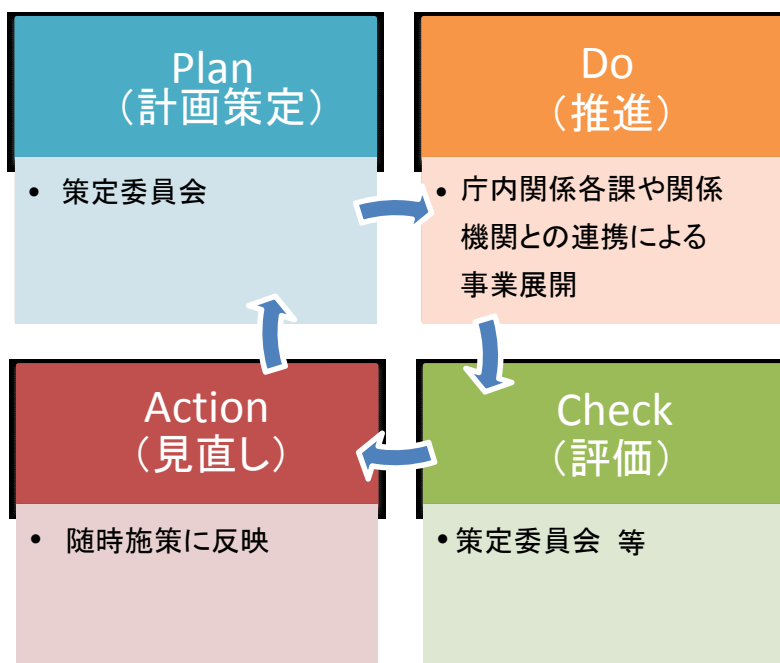 Plan
（計画策定）
• 策定委員会
Do
（推進）
• 庁内関係各課や関係
機関との連携による
事業展開
Action
（見直し）
• 随時施策に反映
Check
（評価）
• 策定委員会 等